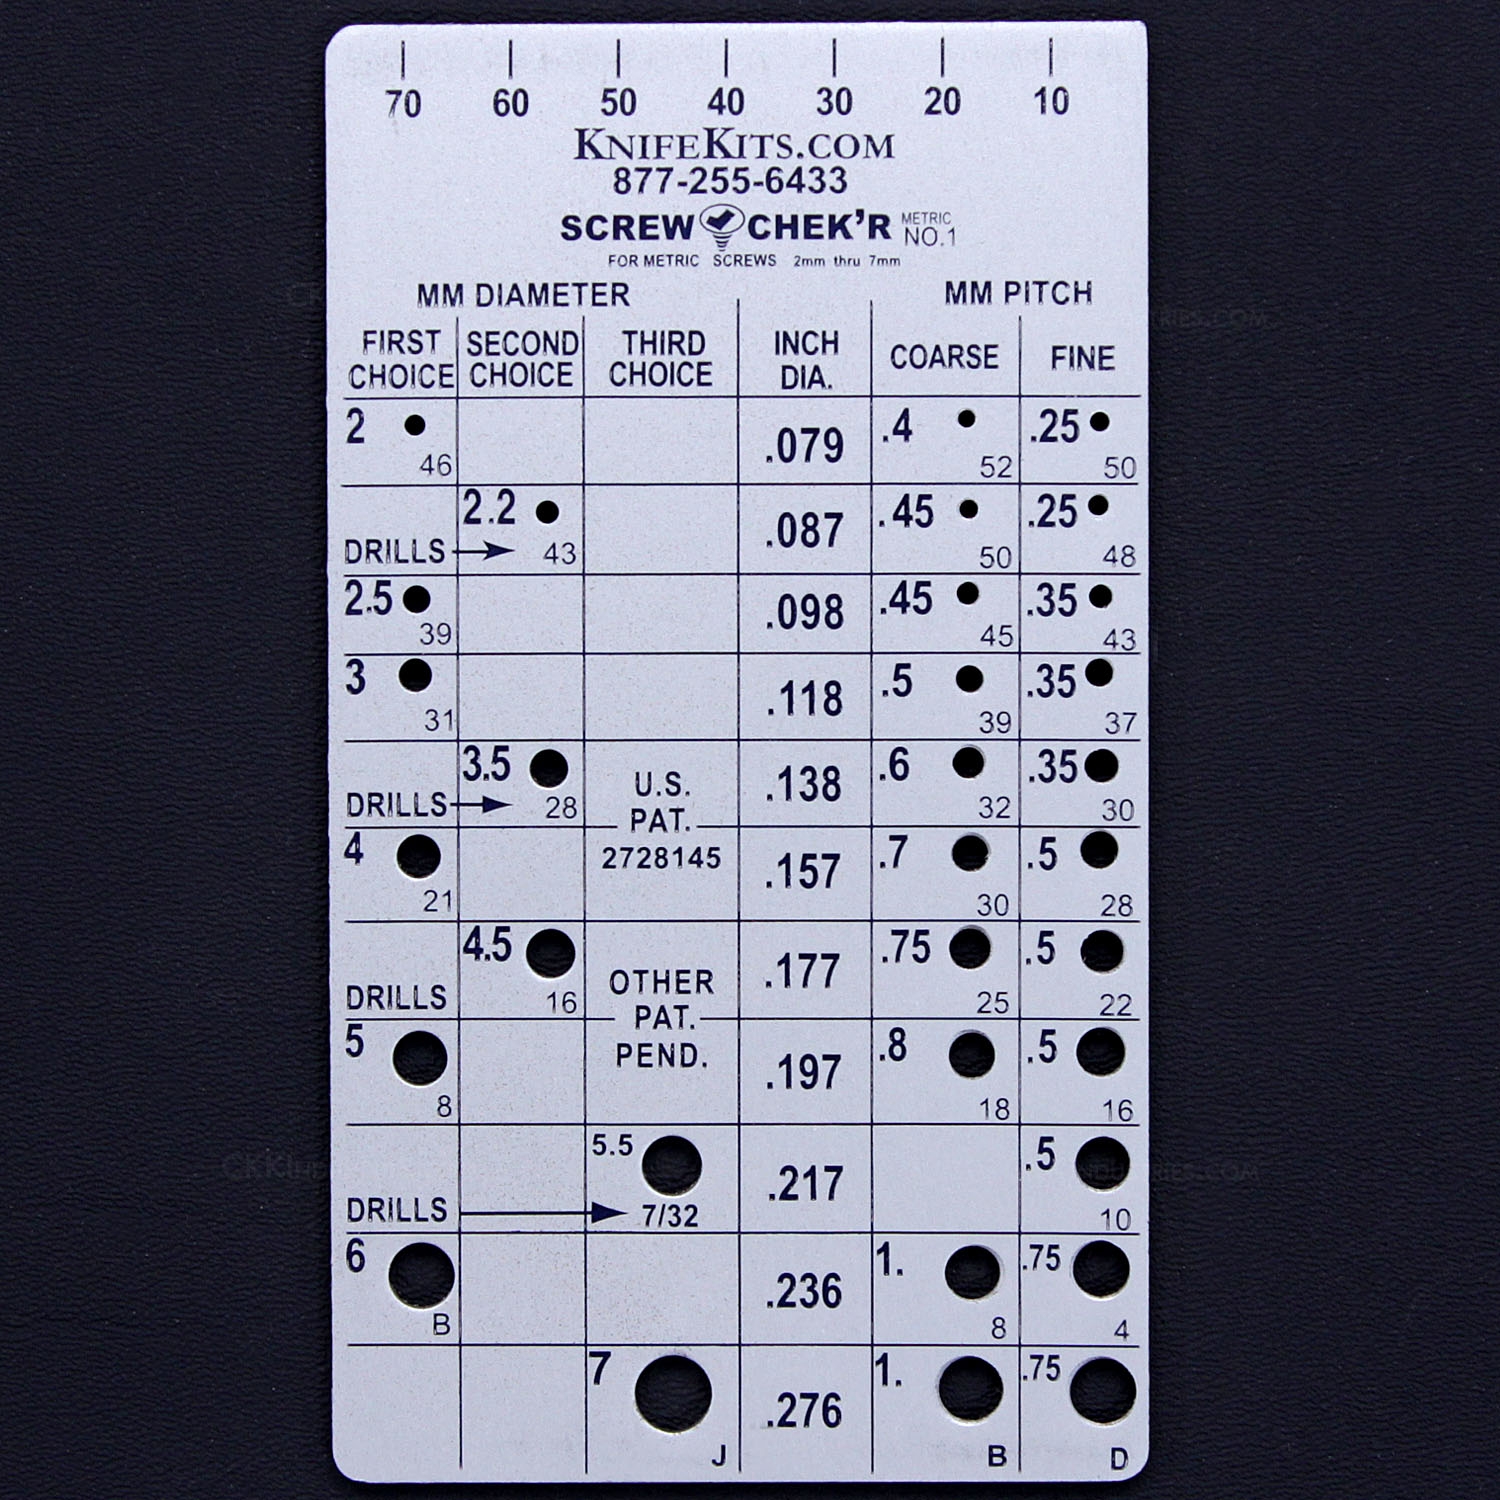 70 60 50 40 30 20 10
KNIFEKITS.COM
877-255-6433
SCREW CHEK'R METRIC NO.1
FOR METRIC SCREWS 2mm thru 7mm
MM DIAMETER MM PITCH
FIRST CHOICE SECOND CHOICE THIRD CHOICE INCH DIA. COARSE FINE
2 46 .079 .4 52 .25 50
DRILLS 2.2 43 .087 .45 50 .25 48
2.5 39 .098 .45 45 .35 43
3 31 .118 .5 39 .35 37
DRILLS 3.5 28 .138 .6 32 .35 30
U.S.
PAT.
2728145
4 21 .157 .7 30 .5 28
DRILLS 4.5 16 .177 .75 25 .5 22
OTHER
PAT.
PEND.
5 8 .197 .8 18 .5 16
DRILLS 5.5 7/32 .217 .5 10
6 B .236 1. 8 .75 4
7 J .276 1. B .75 D